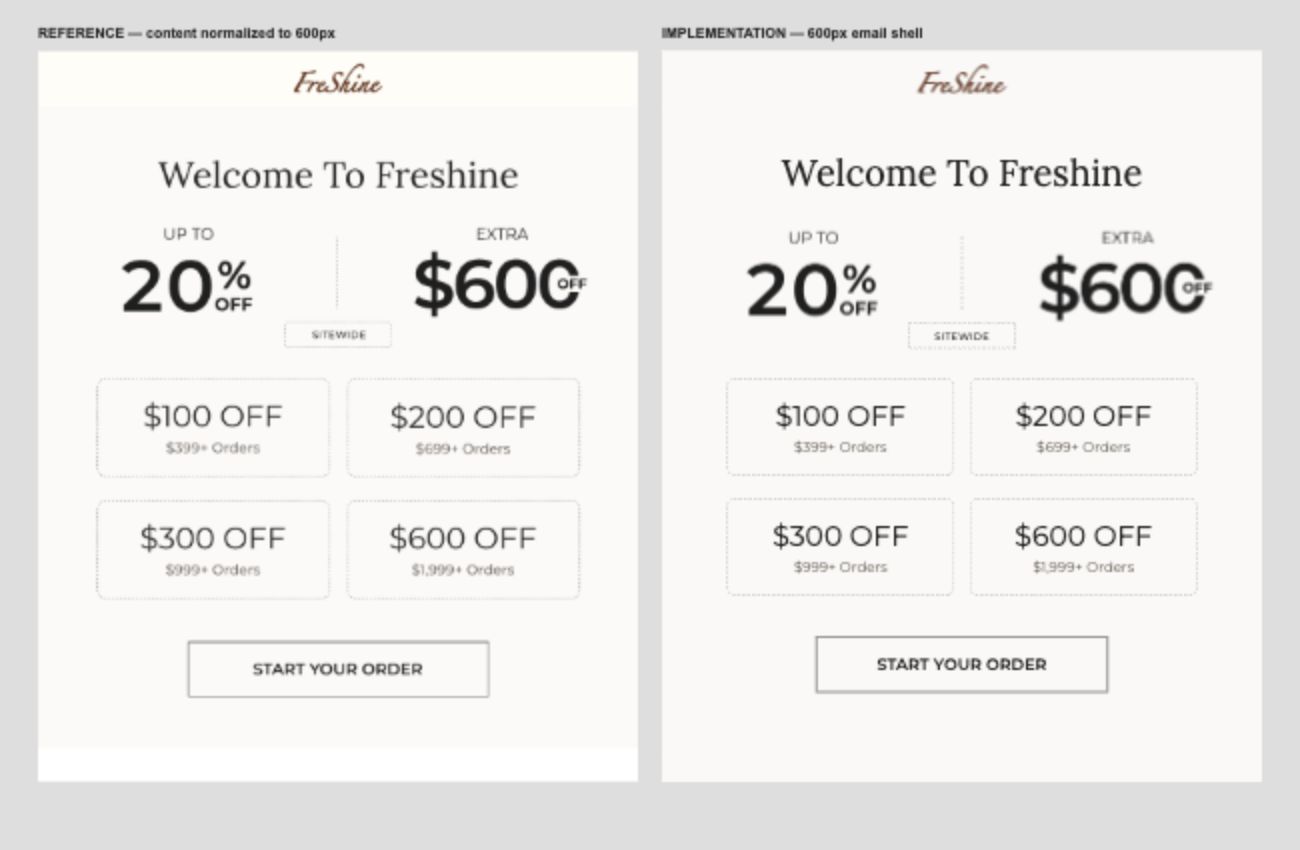 REFERENCE — content normalized to 600px
FreShine
Welcome To Freshine
UP TO
20% OFF
EXTRA
$600 OFF
SITEWIDE
$100 OFF
$399+ Orders
$200 OFF
$699+ Orders
$300 OFF
$999+ Orders
$600 OFF
$1,999+ Orders
START YOUR ORDER
IMPLEMENTATION — 600px email shell
FreShine
Welcome To Freshine
UP TO
20% OFF
EXTRA
$600 OFF
SITEWIDE
$100 OFF
$399+ Orders
$200 OFF
$699+ Orders
$300 OFF
$999+ Orders
$600 OFF
$1,999+ Orders
START YOUR ORDER